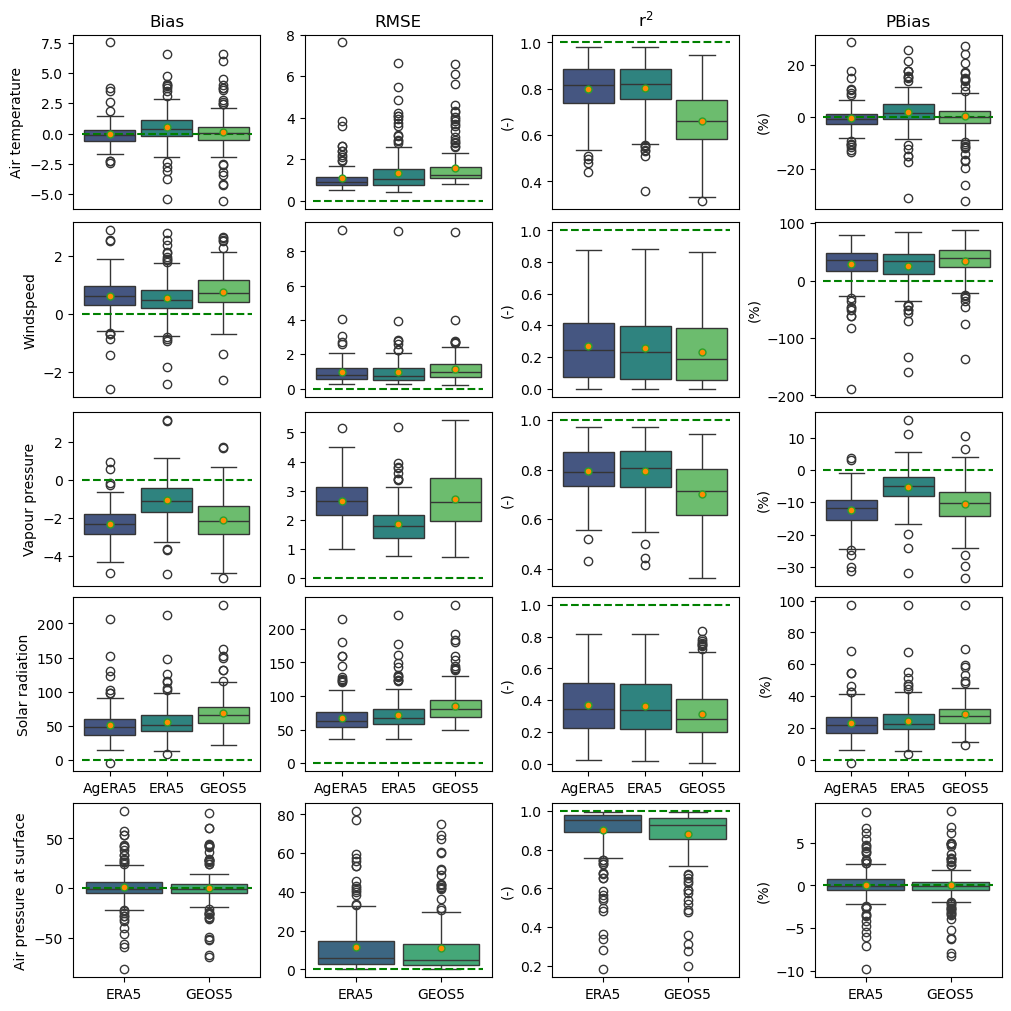 Bias RMSE r² PBias
Air temperature
7.5 5.0 2.5 0.0 −2.5 −5.0
8 6 4 2 0
(-) 1.0 0.8 0.6 0.4
(%) 20 0 −20
Windspeed
2 0 −2
8 6 4 2 0
(-) 1.0 0.8 0.6 0.4 0.2 0.0
(%) 100 0 −100 −200
Vapour pressure
2 0 −2 −4
5 4 3 2 1 0
(-) 1.0 0.8 0.6 0.4
(%) 10 0 −10 −20 −30
Solar radiation
200 150 100 50 0
200 150 100 50 0
(-) 1.0 0.8 0.6 0.4 0.2 0.0
(%) 100 80 60 40 20 0
AgERA5 ERA5 GEOS5 AgERA5 ERA5 GEOS5 AgERA5 ERA5 GEOS5 AgERA5 ERA5 GEOS5
Air pressure at surface
50 0 −50
80 60 40 20 0
(-) 1.0 0.9 0.8 0.7 0.6 0.5 0.4 0.3 0.2
(%) 5 0 −5 −10
ERA5 GEOS5 ERA5 GEOS5 ERA5 GEOS5 ERA5 GEOS5